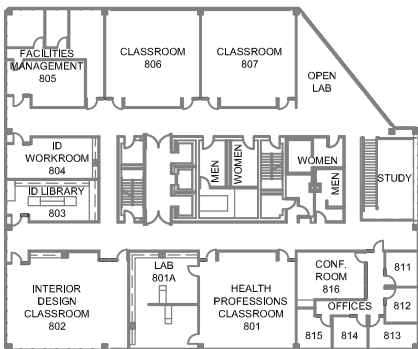 FACILITIES
MANAGEMENT
805
CLASSROOM
806
CLASSROOM
807
OPEN
LAB
ID
WORKROOM
804
ID LIBRARY
803
MEN
WOMEN
WOMEN
MEN
STUDY
INTERIOR
DESIGN
CLASSROOM
802
LAB
801A
HEALTH
PROFESSIONS
CLASSROOM
801
CONF.
ROOM
816
OFFICES
811
812
813
814
815